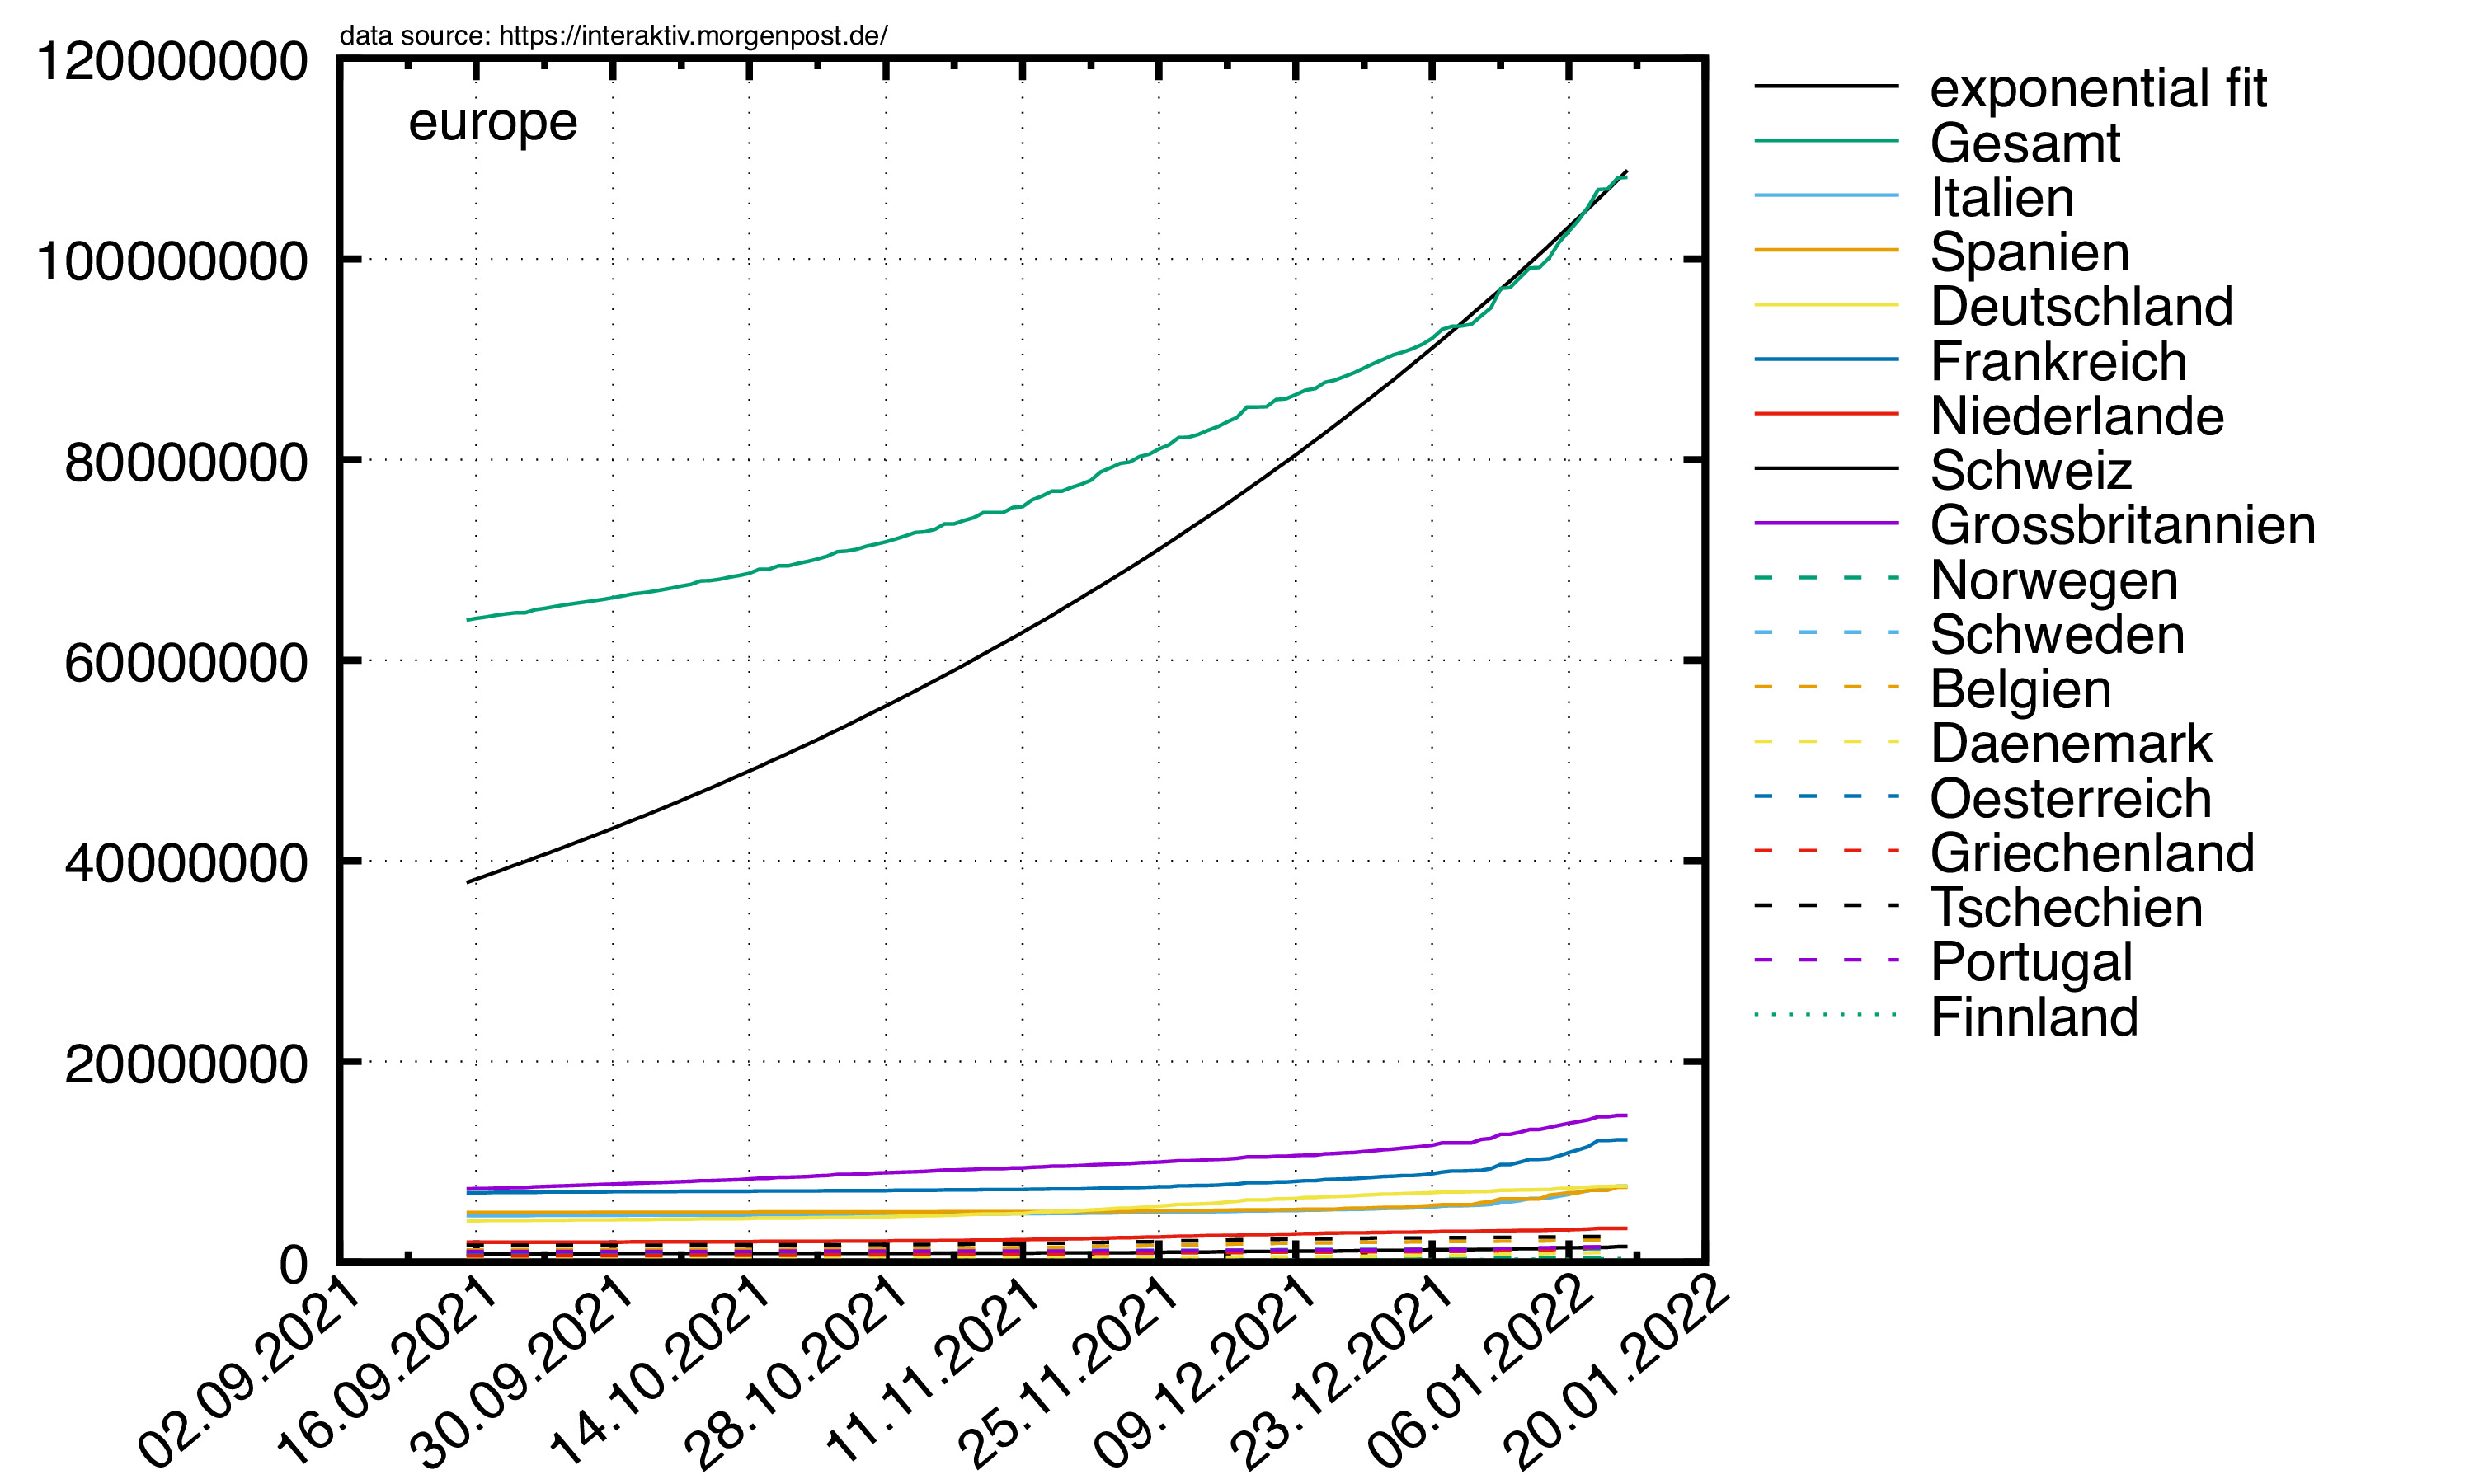 data source: https://interaktiv.morgenpost.de/
europe
120000000
100000000
80000000
60000000
40000000
20000000
0
02.09.2021
16.09.2021
30.09.2021
14.10.2021
28.10.2021
11.11.2021
25.11.2021
09.12.2021
23.12.2021
06.01.2022
20.01.2022
exponential fit
Gesamt
Italien
Spanien
Deutschland
Frankreich
Niederlande
Schweiz
Grossbritannien
Norwegen
Schweden
Belgien
Daenemark
Oesterreich
Griechenland
Tschechien
Portugal
Finnland